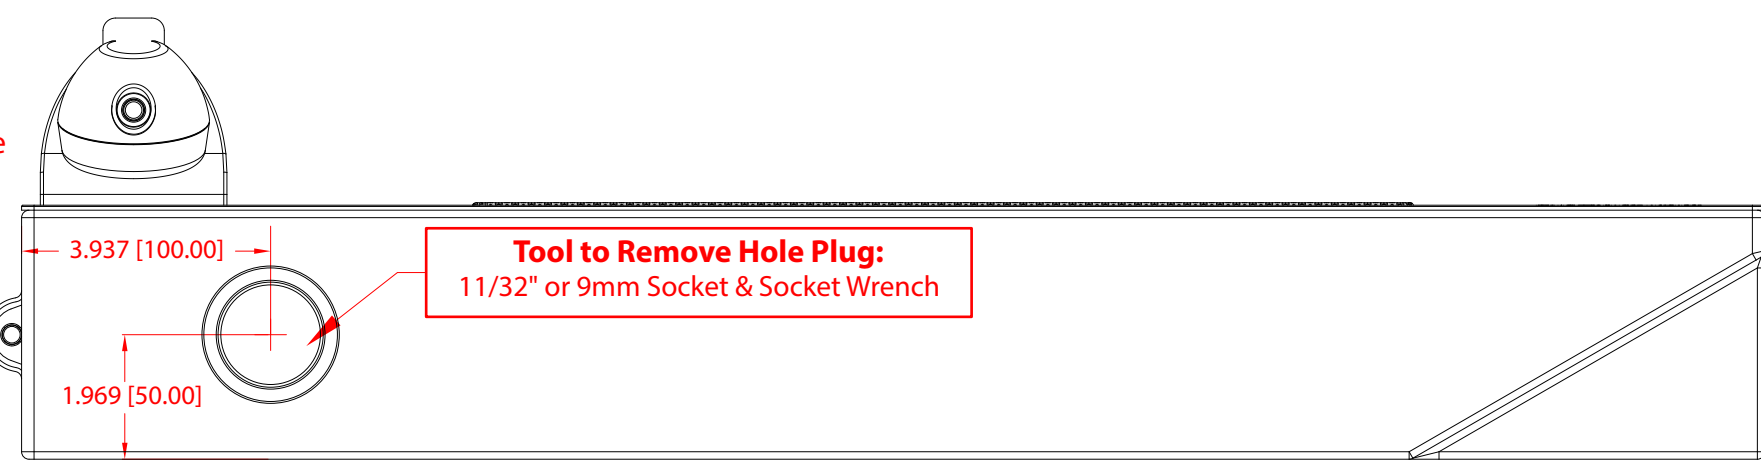 e
3.937 [100.00]
Tool to Remove Hole Plug:
11/32" or 9mm Socket & Socket Wrench
1.969 [50.00]